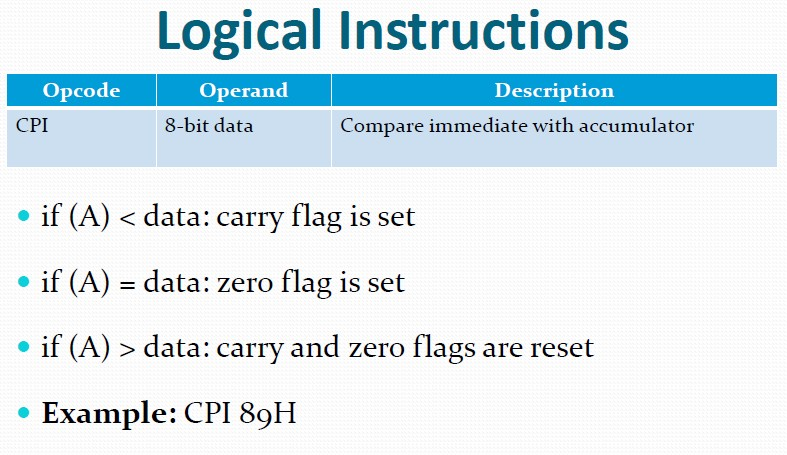 Logical Instructions
Opcode Operand Description
CPI 8-bit data Compare immediate with accumulator
• if (A) < data: carry flag is set
• if (A) = data: zero flag is set
• if (A) > data: carry and zero flags are reset
• Example: CPI 89H